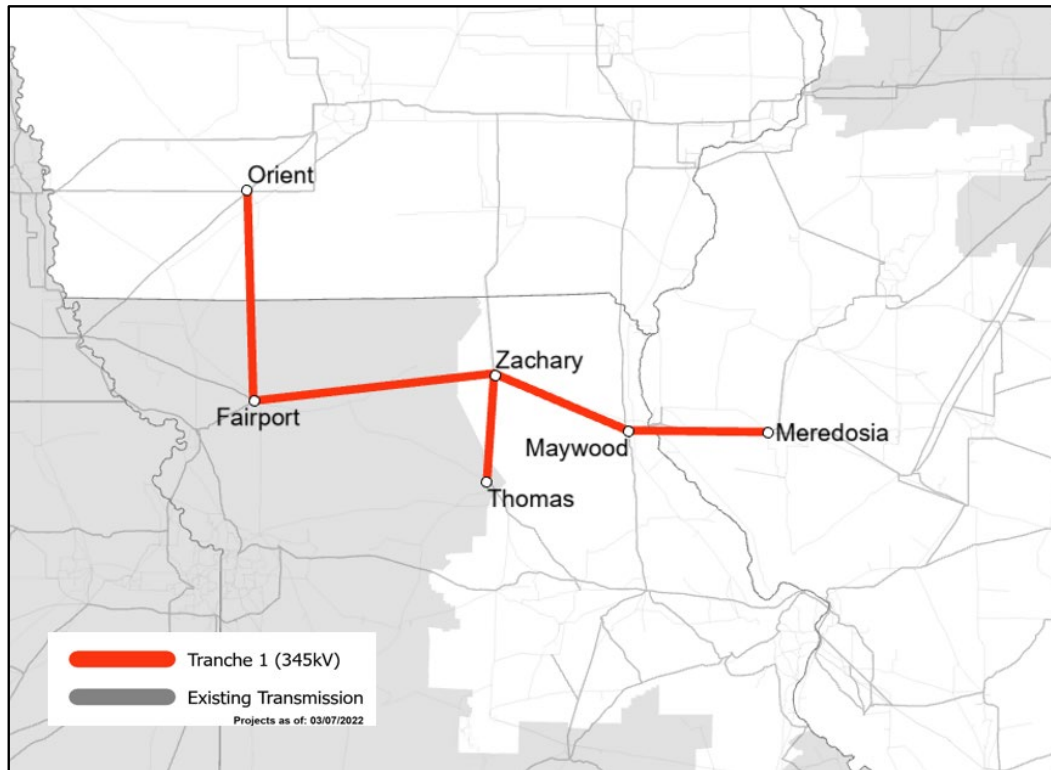 Orient
Zachary
Fairport
Maywood
Meredosia
Thomas
Tranche 1 (345kV)
Existing Transmission
Projects as of: 03/07/2022